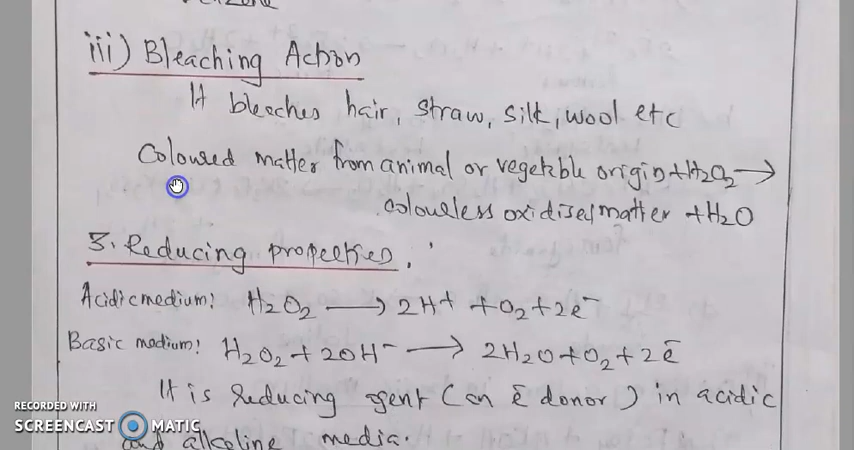 iii) Bleaching Action
It bleaches hair, straw, silk, wool etc
Coloured matter from animal or vegetable origin + H2O2 →
colourless oxidised matter + H2O
3. Reducing properties.
Acidic medium: H2O2 → 2H+ + O2 + 2e-
Basic medium: H2O2 + 2OH- → 2H2O + O2 + 2e-
It is reducing agent (an e- donor) in acidic
and alkaline media.
RECORDED WITH
SCREENCAST MATIC